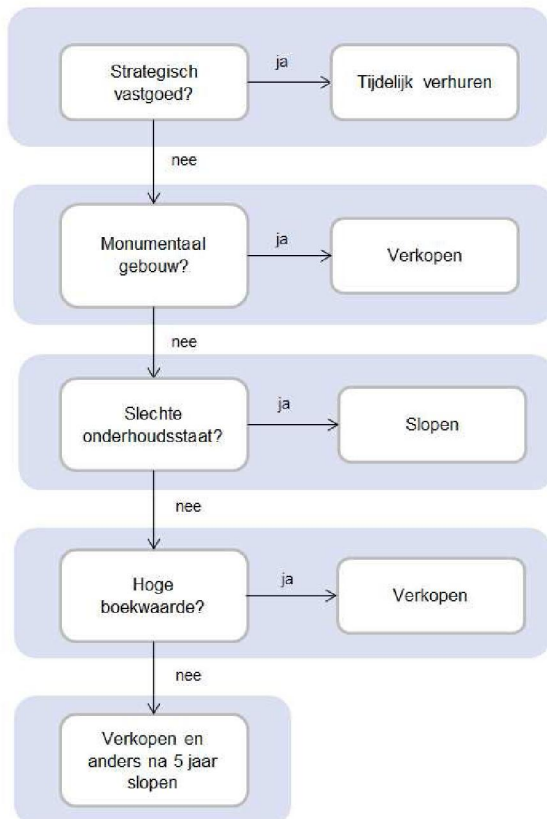 Strategisch
vastgoed?
ja
Tijdelijk verhuren
nee
Monumentaal
gebouw?
ja
Verkopen
nee
Slechte
onderhoudsstaat?
ja
Slopen
nee
Hoge
boekwaarde?
ja
Verkopen
nee
Verkopen en
anders na 5 jaar
slopen